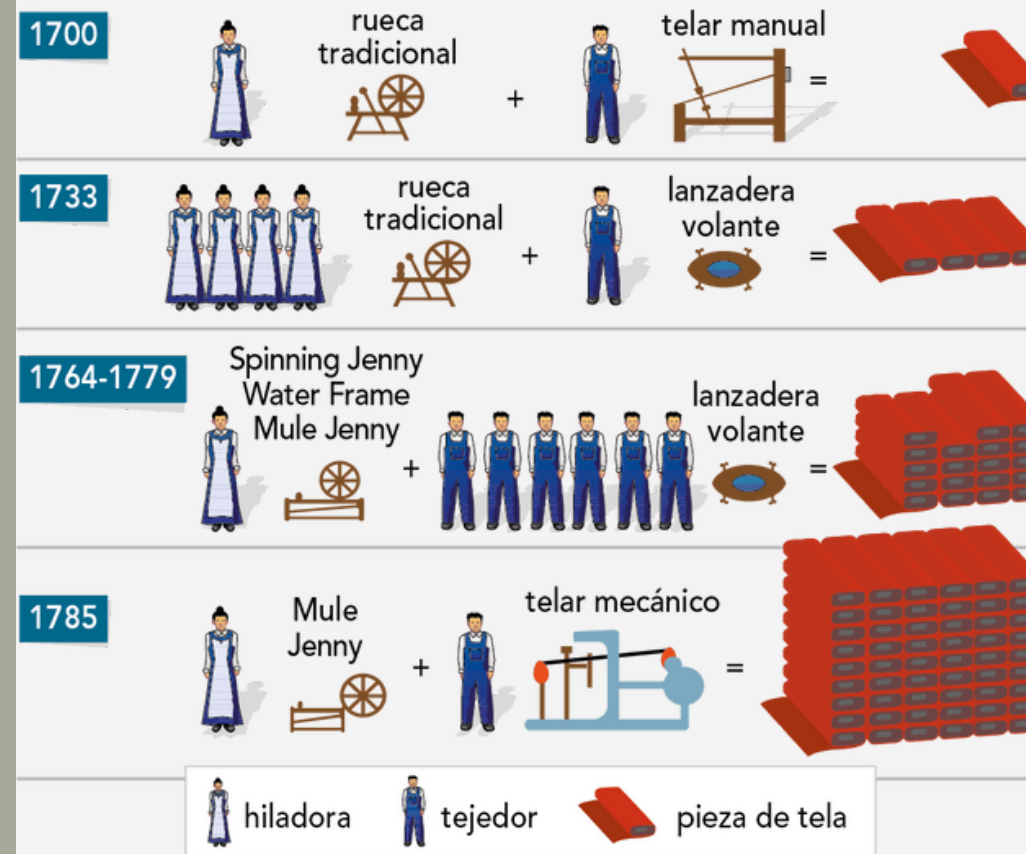 1700
rueca
tradicional
+
telar manual
=
1733
rueca
tradicional
+
lanzadera
volante
=
1764-1779
Spinning Jenny
Water Frame
Mule Jenny
+
lanzadera
volante
=
1785
Mule
Jenny
+
telar mecánico
=
hiladora
tejedor
pieza de tela